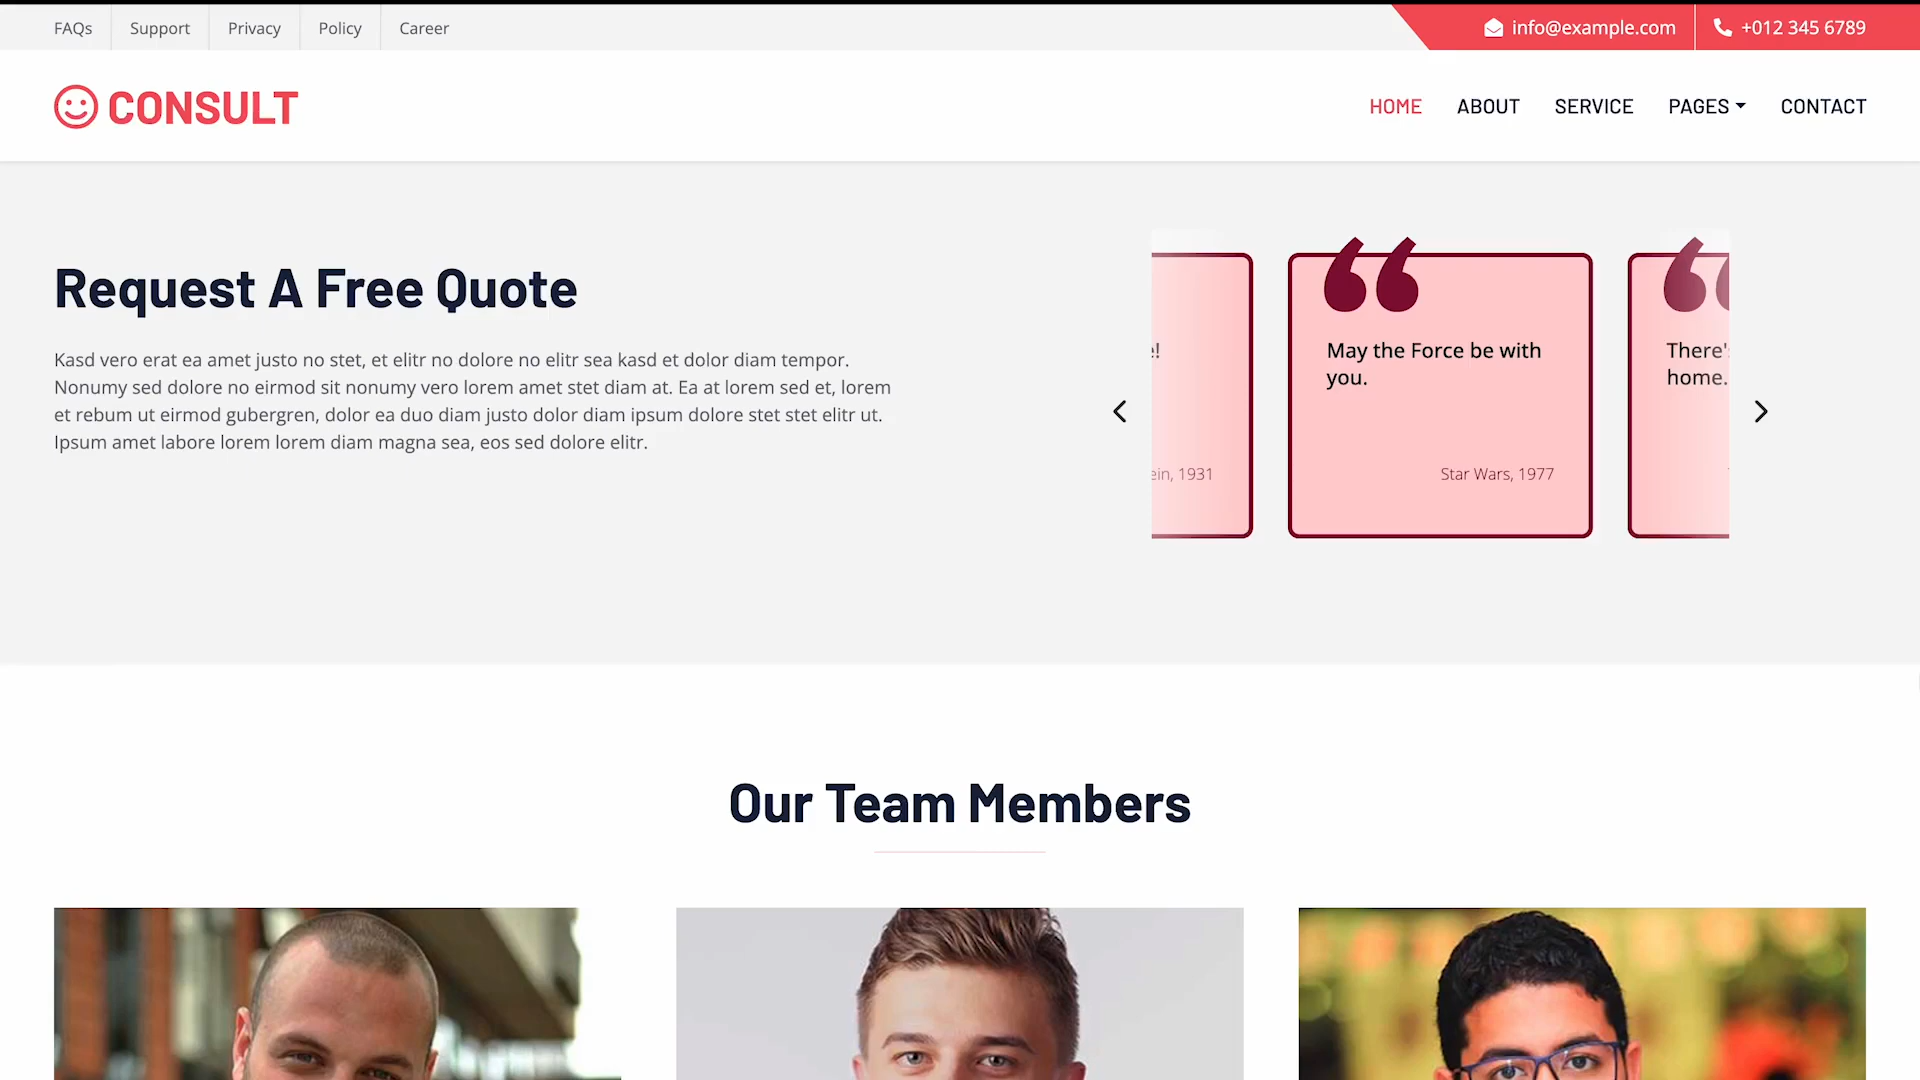 FAQs
Support
Privacy
Policy
Career
info@example.com
+012 345 6789
CONSULT
HOME
ABOUT
SERVICE
PAGES
CONTACT
Request A Free Quote
Kasd vero erat ea amet justo no stet, et elitr no dolore no elitr sea kasd et dolor diam tempor.
Nonumy sed dolore no eirmod sit nonumy vero lorem amet stet diam at. Ea at lorem sed et, lorem
et rebum ut eirmod gubergren, dolor ea duo diam justo dolor diam ipsum dolore stet stet elitr ut.
Ipsum amet labore lorem lorem diam magna sea, eos sed dolore elitr.
e!
ein, 1931
“
May the Force be with
you.
Star Wars, 1977
There's
home.
Our Team Members